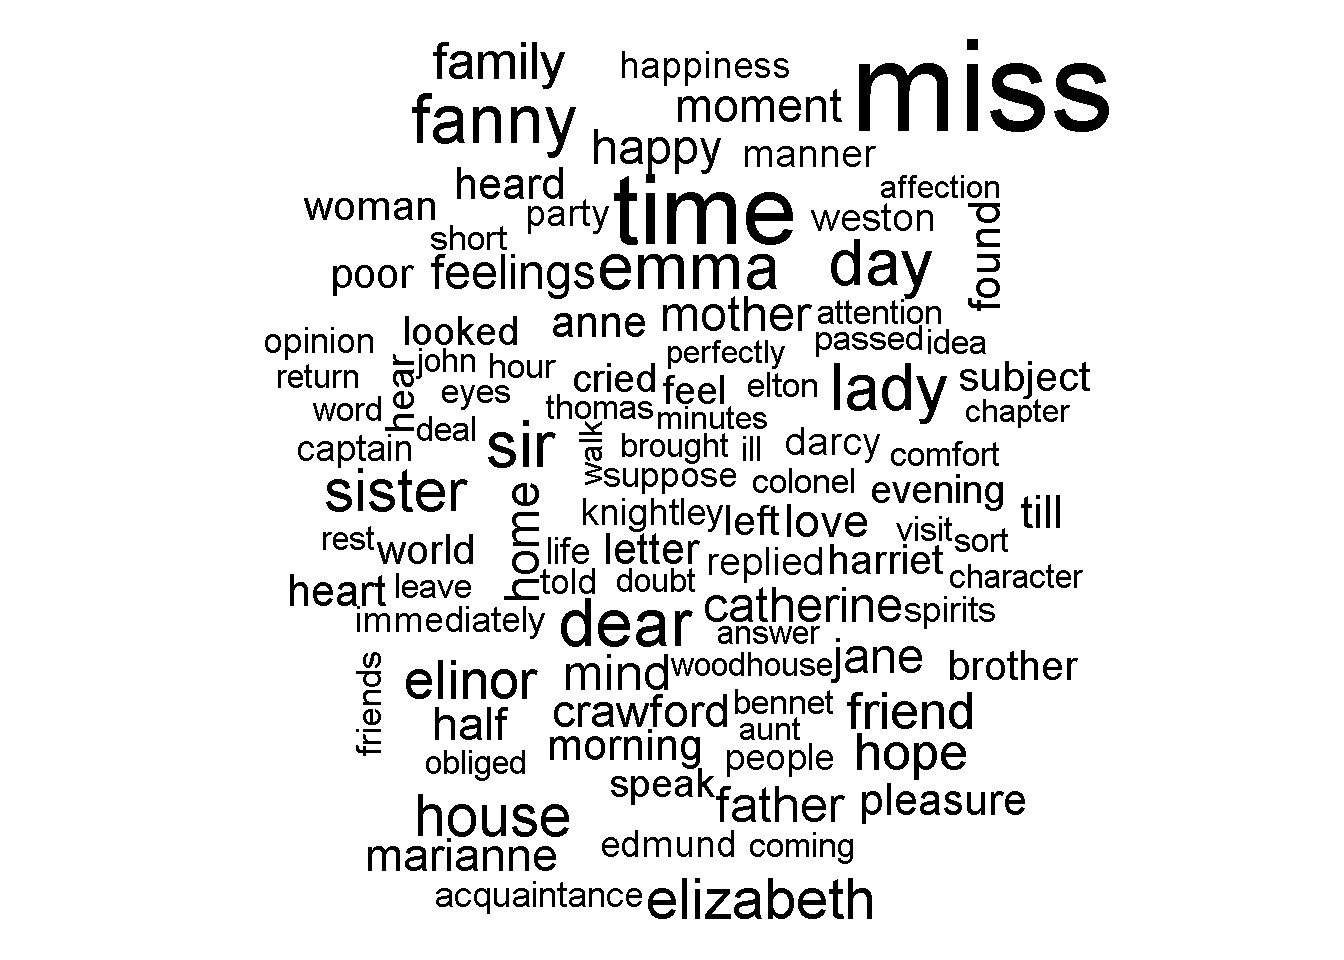 family happiness miss
fanny moment
happy manner
heard time affection
woman party weston found
short
poor feelings emma day
mother attention
opinion looked anne passed idea
john hour perfectly
return hear eyes cried feel elton lady subject
word thomas minutes chapter
captain deal sir walk brought ill darcy comfort
sister home suppose colonel evening
knightley left love visit till
rest world life letter replied harriet sort
heart leave told doubt character
immediately dear catherine spirits
answer
friends elinor mind woodhouse jane brother
half crawford bennet friend
obliged morning aunt people hope
speak
house father pleasure
marianne edmund coming
acquaintance elizabeth